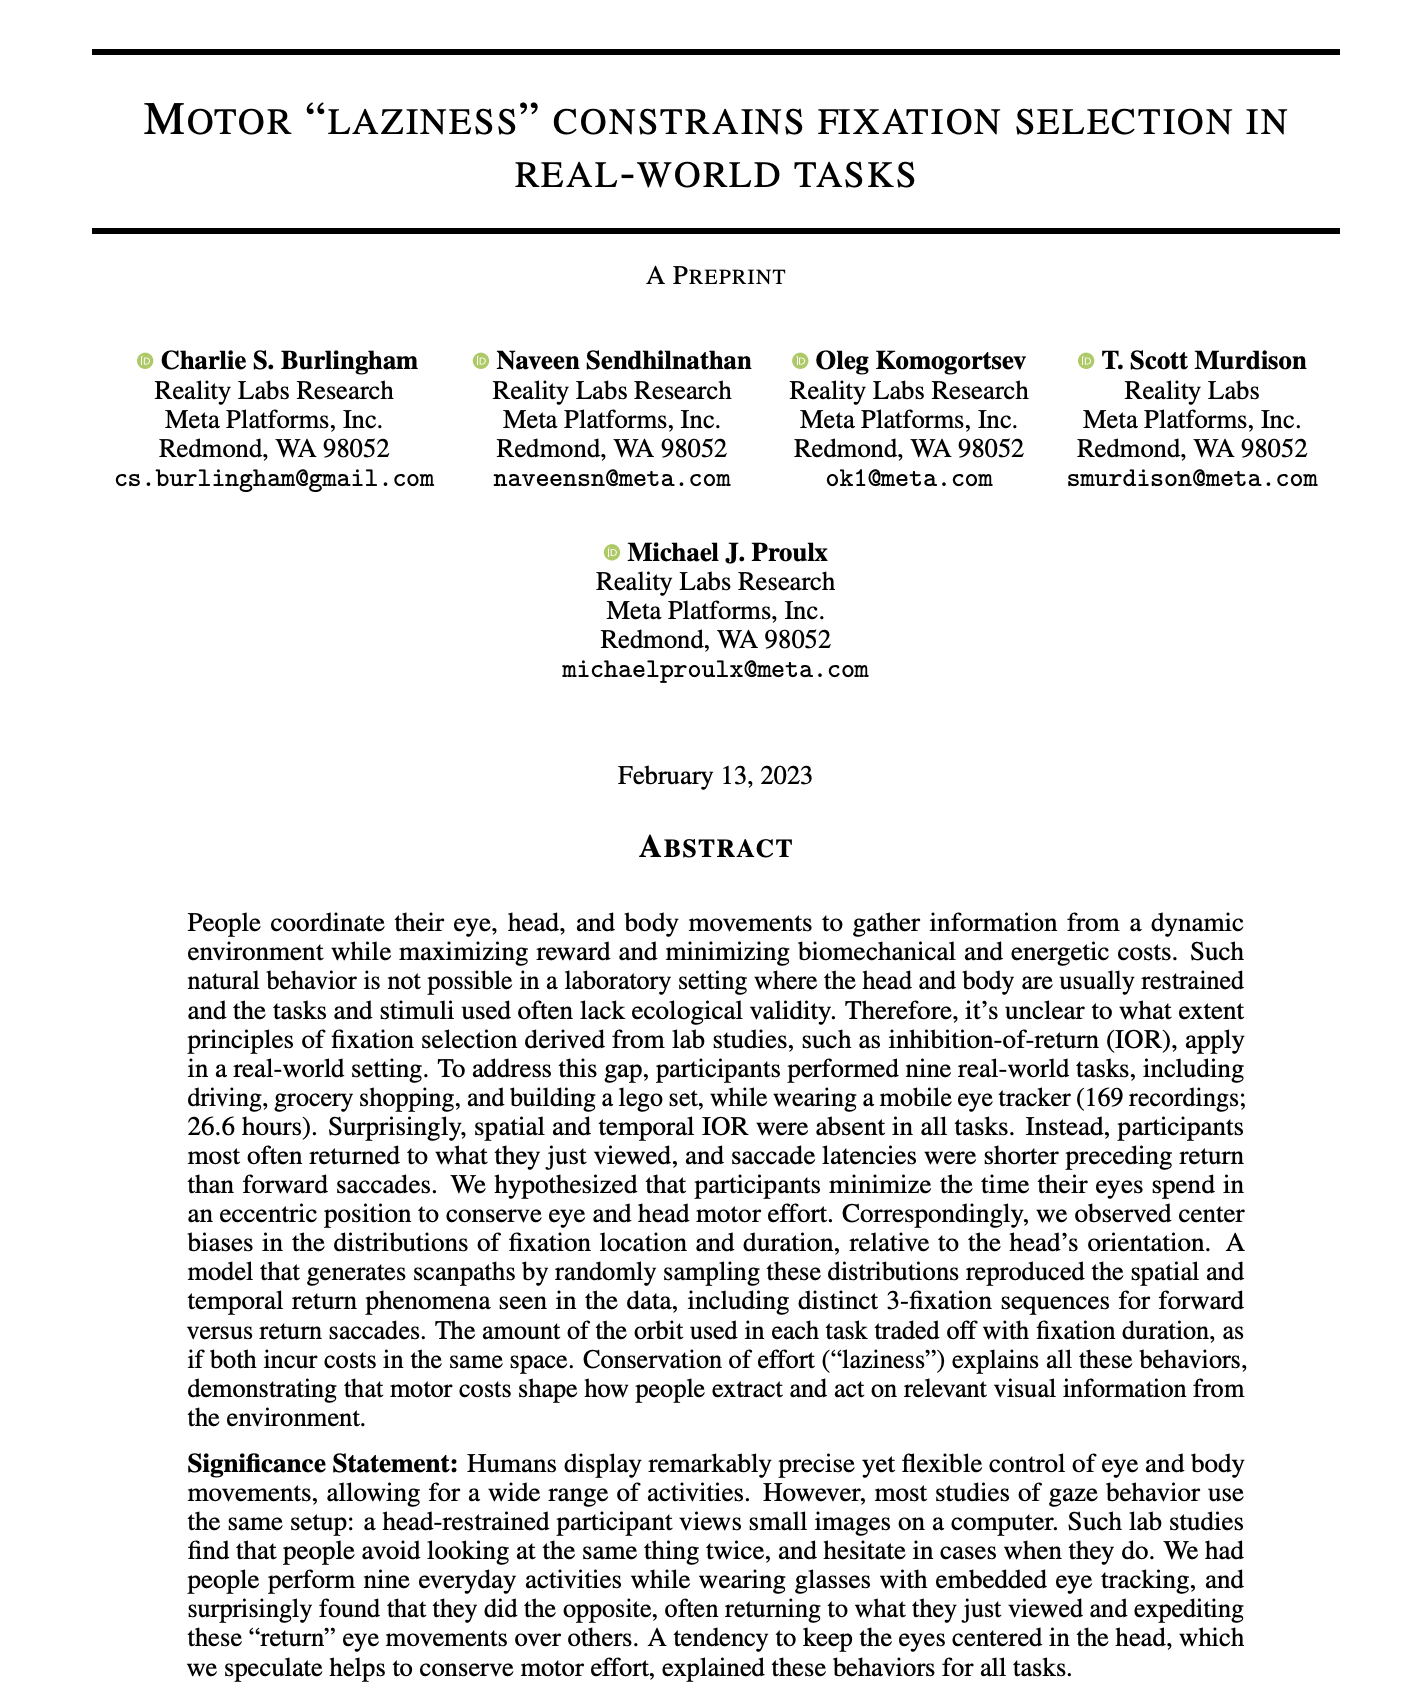 MOTOR “LAZINESS” CONSTRAINS FIXATION SELECTION IN
REAL-WORLD TASKS
A PREPRINT
Charlie S. Burlingham
Reality Labs Research
Meta Platforms, Inc.
Redmond, WA 98052
cs.burlingham@gmail.com
Naveen Sendhilnathan
Reality Labs Research
Meta Platforms, Inc.
Redmond, WA 98052
naveensn@meta.com
Oleg Komogortsev
Reality Labs Research
Meta Platforms, Inc.
Redmond, WA 98052
ok1@meta.com
T. Scott Murdison
Reality Labs
Meta Platforms, Inc.
Redmond, WA 98052
smurdison@meta.com
Michael J. Proulx
Reality Labs Research
Meta Platforms, Inc.
Redmond, WA 98052
michaelproulx@meta.com
February 13, 2023
ABSTRACT
People coordinate their eye, head, and body movements to gather information from a dynamic
environment while maximizing reward and minimizing biomechanical and energetic costs. Such
natural behavior is not possible in a laboratory setting where the head and body are usually restrained
and the tasks and stimuli used often lack ecological validity. Therefore, it’s unclear to what extent
principles of fixation selection derived from lab studies, such as inhibition-of-return (IOR), apply
in a real-world setting. To address this gap, participants performed nine real-world tasks, including
driving, grocery shopping, and building a lego set, while wearing a mobile eye tracker (169 recordings;
26.6 hours). Surprisingly, spatial and temporal IOR were absent in all tasks. Instead, participants
most often returned to what they just viewed, and saccade latencies were shorter preceding return
than forward saccades. We hypothesized that participants minimize the time their eyes spend in
an eccentric position to conserve eye and head motor effort. Correspondingly, we observed center
biases in the distributions of fixation location and duration, relative to the head’s orientation. A
model that generates scanpaths by randomly sampling these distributions reproduced the spatial and
temporal return phenomena seen in the data, including distinct 3-fixation sequences for forward
versus return saccades. The amount of the orbit used in each task traded off with fixation duration, as
if both incur costs in the same space. Conservation of effort (“laziness”) explains all these behaviors,
demonstrating that motor costs shape how people extract and act on relevant visual information from
the environment.
Significance Statement: Humans display remarkably precise yet flexible control of eye and body
movements, allowing for a wide range of activities. However, most studies of gaze behavior use
the same setup: a head-restrained participant views small images on a computer. Such lab studies
find that people avoid looking at the same thing twice, and hesitate in cases when they do. We had
people perform nine everyday activities while wearing glasses with embedded eye tracking, and
surprisingly found that they did the opposite, often returning to what they just viewed and expediting
these “return” eye movements over others. A tendency to keep the eyes centered in the head, which
we speculate helps to conserve motor effort, explained these behaviors for all tasks.